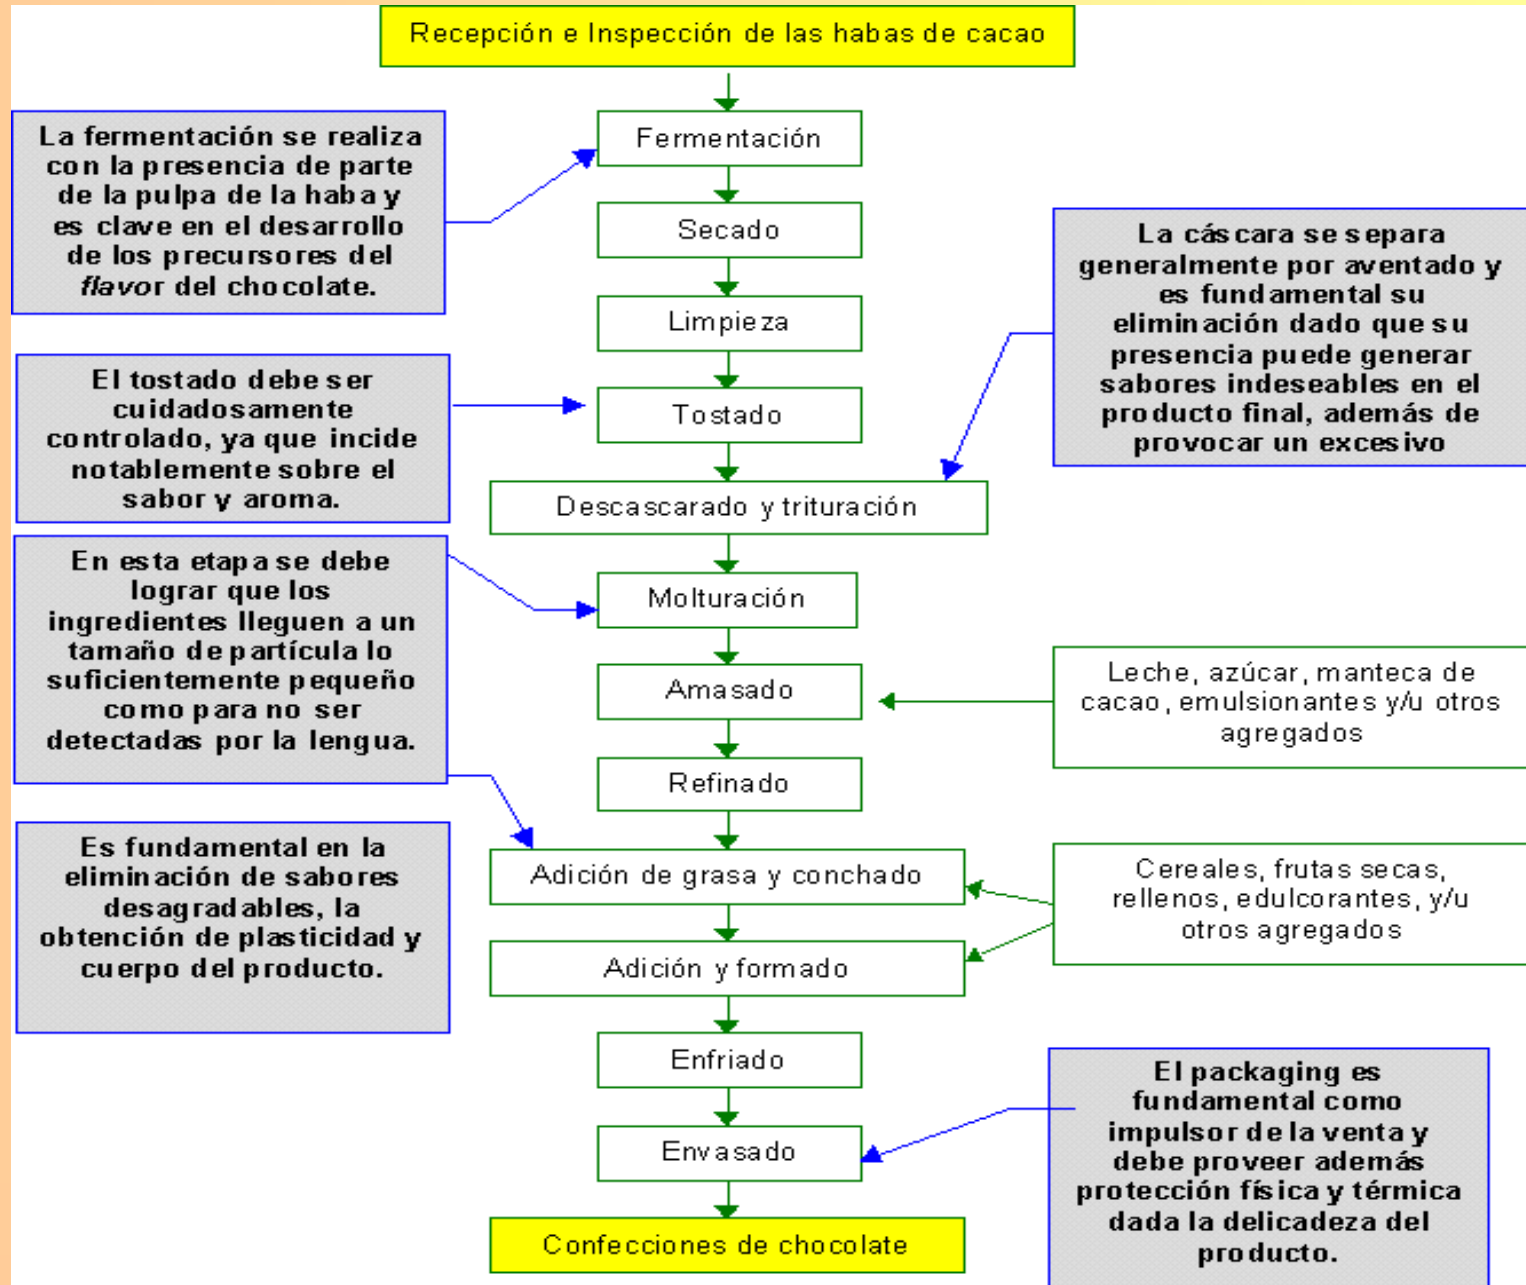 Recepción e Inspección de las habas de cacao
La fermentación se realiza
con la presencia de parte
de la pulpa de la haba y
es clave en el desarrollo
de los precursores del
flavor del chocolate.
Fermentación
Secado
La cáscara se separa
generalmente por aventado y
es fundamental su
eliminación dado que su
presencia puede generar
sabores indeseables en el
producto final, además de
provocar un excesivo
Limpieza
El tostado debe ser
cuidadosamente
controlado, ya que incide
notablemente sobre el
sabor y aroma.
Tostado
Descascarado y trituración
En esta etapa se debe
lograr que los
ingredientes lleguen a un
tamaño de partícula lo
suficientemente pequeño
como para no ser
detectadas por la lengua.
Molturación
Amasado
Leche, azúcar, manteca de
cacao, emulsionantes y/u otros
agregados
Refinado
Es fundamental en la
eliminación de sabores
desagradables, la
obtención de plasticidad y
cuerpo del producto.
Adición de grasa y conchado
Cereales, frutas secas,
rellenos, edulcorantes, y/u
otros agregados
Adición y formado
Enfriado
El packaging es
fundamental como
impulsor de la venta y
debe proveer además
protección física y térmica
dada la delicadeza del
producto.
Envasado
Confecciones de chocolate